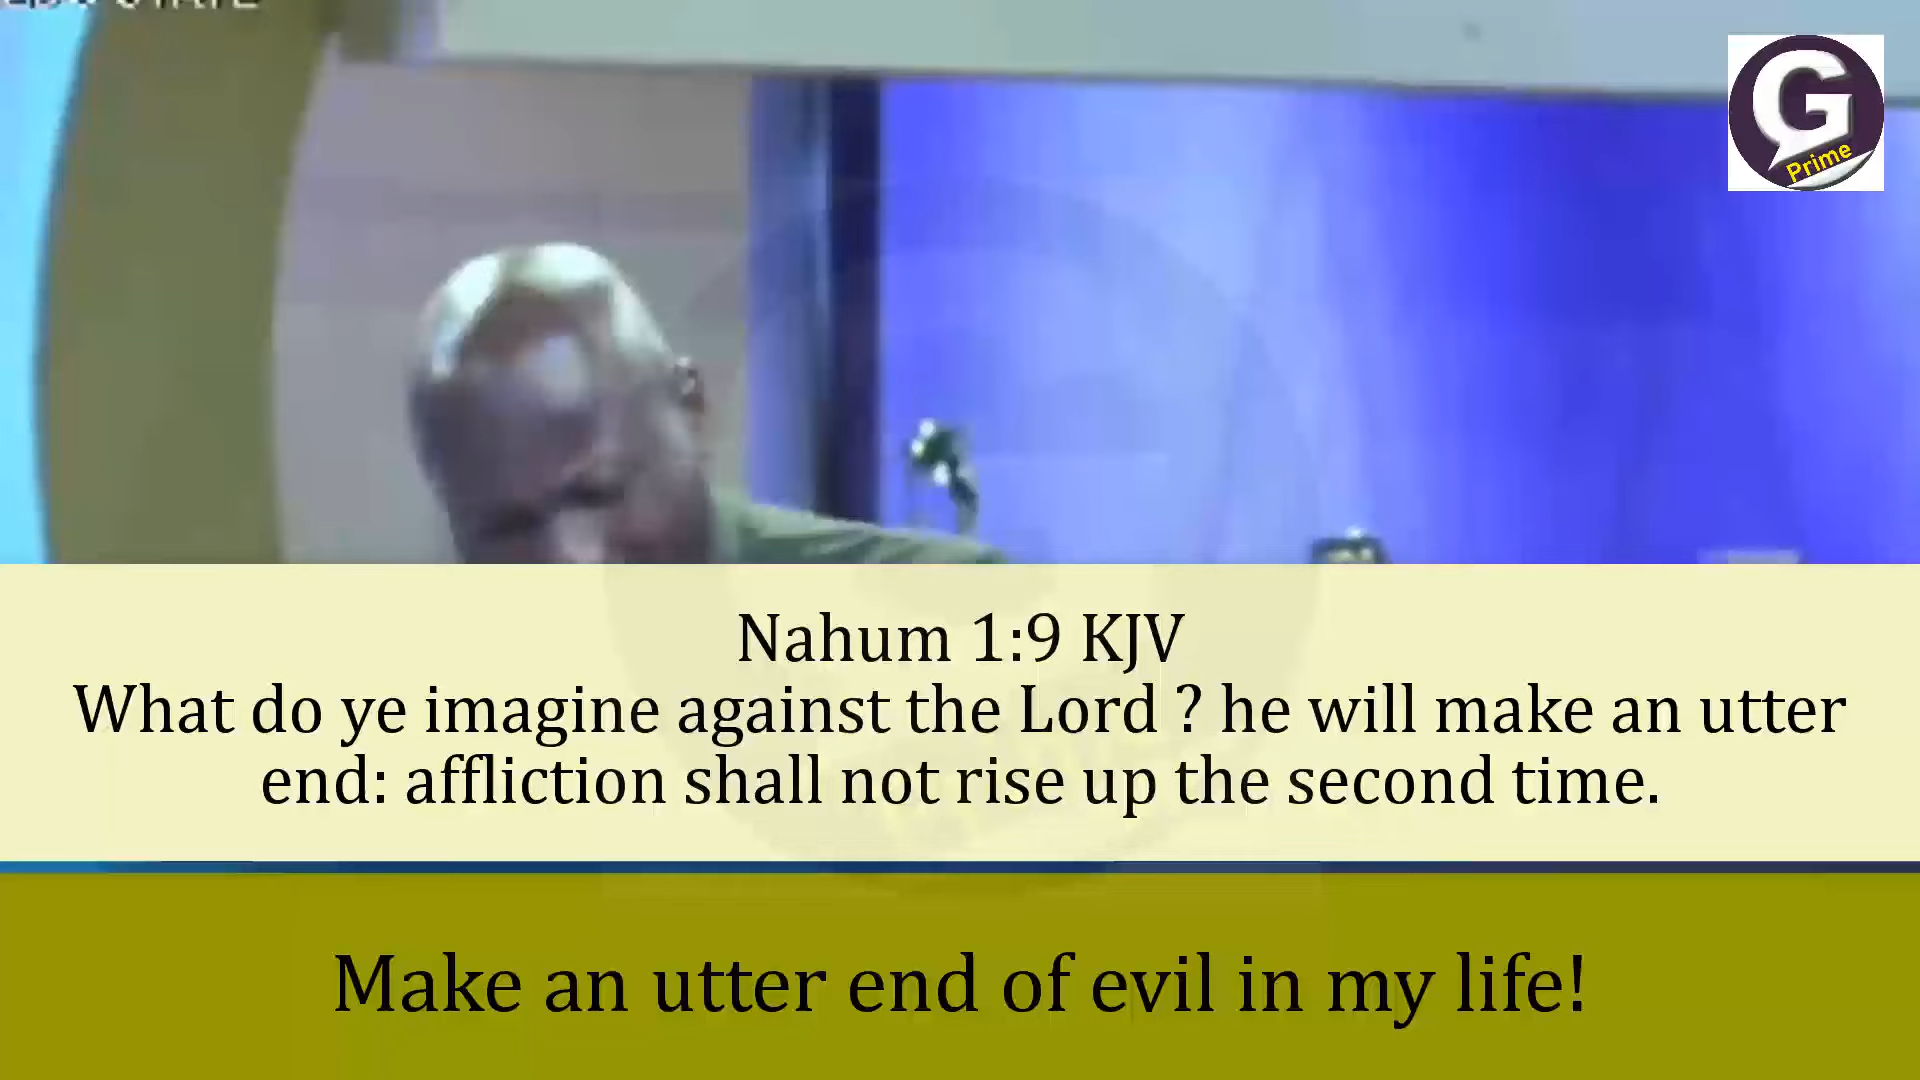 G
Prime
Nahum 1:9 KJV
What do ye imagine against the Lord ? he will make an utter
end: affliction shall not rise up the second time.
Make an utter end of evil in my life!